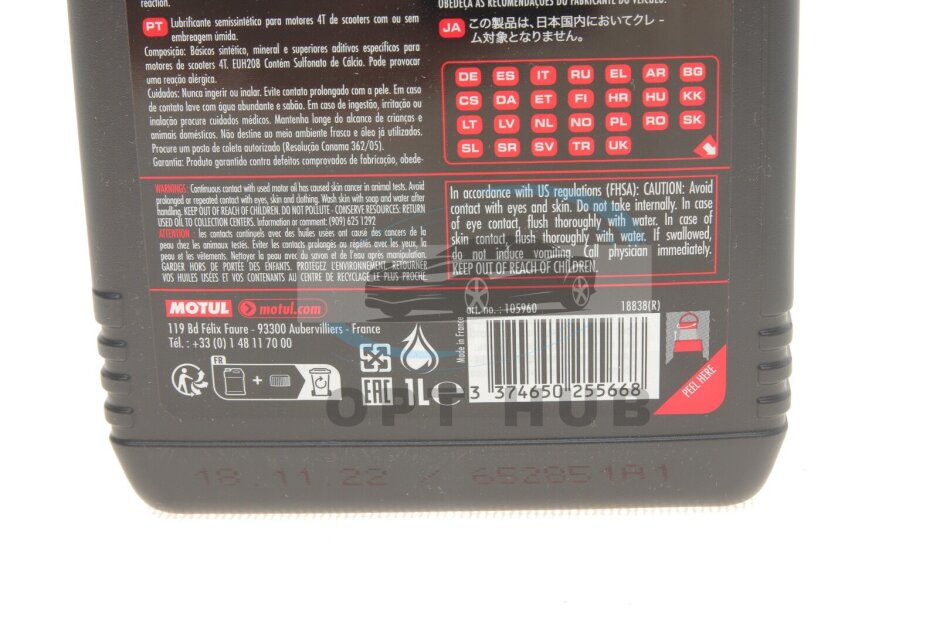 reaction.
PT Lubrificante semissintético para motores 4T de scooters com ou sem
embreagem úmida.
Composição: Básicos sintético, mineral e superiores aditivos específicos para
motores de scooters 4T. EUH208 Contém Sulfonato de Cálcio. Pode provocar
uma reação alérgica.
Cuidados: Nunca ingerir ou inalar. Evite contato prolongado com a pele. Em caso
de contato lave com água abundante e sabão. Em caso de ingestão, irritação ou
inalação procure cuidados médicos. Mantenha longe do alcance de crianças e
animais domésticos. Não destine ao meio ambiente frasco e óleo já utilizados.
Procure um posto de coleta autorizado (Resolução Conama 362/05).
Garantia: Produto garantido contra defeitos comprovados de fabricação, obede-
OBEDEÇA AS RECOMENDAÇÕES DO FABRICANTE DO VEÍCULO.
JA この製品は、日本国内においてクレー
ム対象となりません。
DE ES IT RU EL AR BG
CS DA ET FI HR HU KK
LT LV NL NO PL RO SK
SL SR SV TR UK
WARNINGS: Continuous contact with used motor oil has caused skin cancer in animal tests. Avoid
prolonged or repeated contact with eyes, skin and clothing. Wash skin with soap and water after
handling. KEEP OUT OF REACH OF CHILDREN. DO NOT POLLUTE - CONSERVE RESOURCES: RETURN
USED OIL TO COLLECTION CENTERS. Information or comment: (909) 625 1292
ATTENTION : les contacts continuels avec des huiles usées ont causé des cancers de la
peau chez les animaux testés. Eviter les contacts prolongés ou répétés avec les yeux, la
peau et les vêtements. Nettoyer la peau avec du savon et de l'eau après manipulation.
GARDER HORS DE PORTÉE DES ENFANTS. PROTÉGEZ L'ENVIRONNEMENT. RETOURNER
VOS HUILES USÉES ET VOS CONTENANTS AU CENTRE DE RECYCLAGE LE PLUS PROCHE.
In accordance with US regulations (FHSA): CAUTION: Avoid
contact with eyes and skin. Do not take internally. In case
of eye contact, flush thoroughly with water. In case of
skin contact, flush thoroughly with water. If swallowed,
do not induce vomiting. Call physician immediately.
KEEP OUT OF REACH OF CHILDREN.
MOTUL motul.com
119 Bd Félix Faure - 93300 Aubervilliers - France
Tél. : +33 (0) 1 48 11 70 00
FR
+
EAC
1L e
Made in France
art. no. : 105960
18838(R)
3 374650 255668
PEEL HERE
OPT HUB
18.11.22 / 652851A1